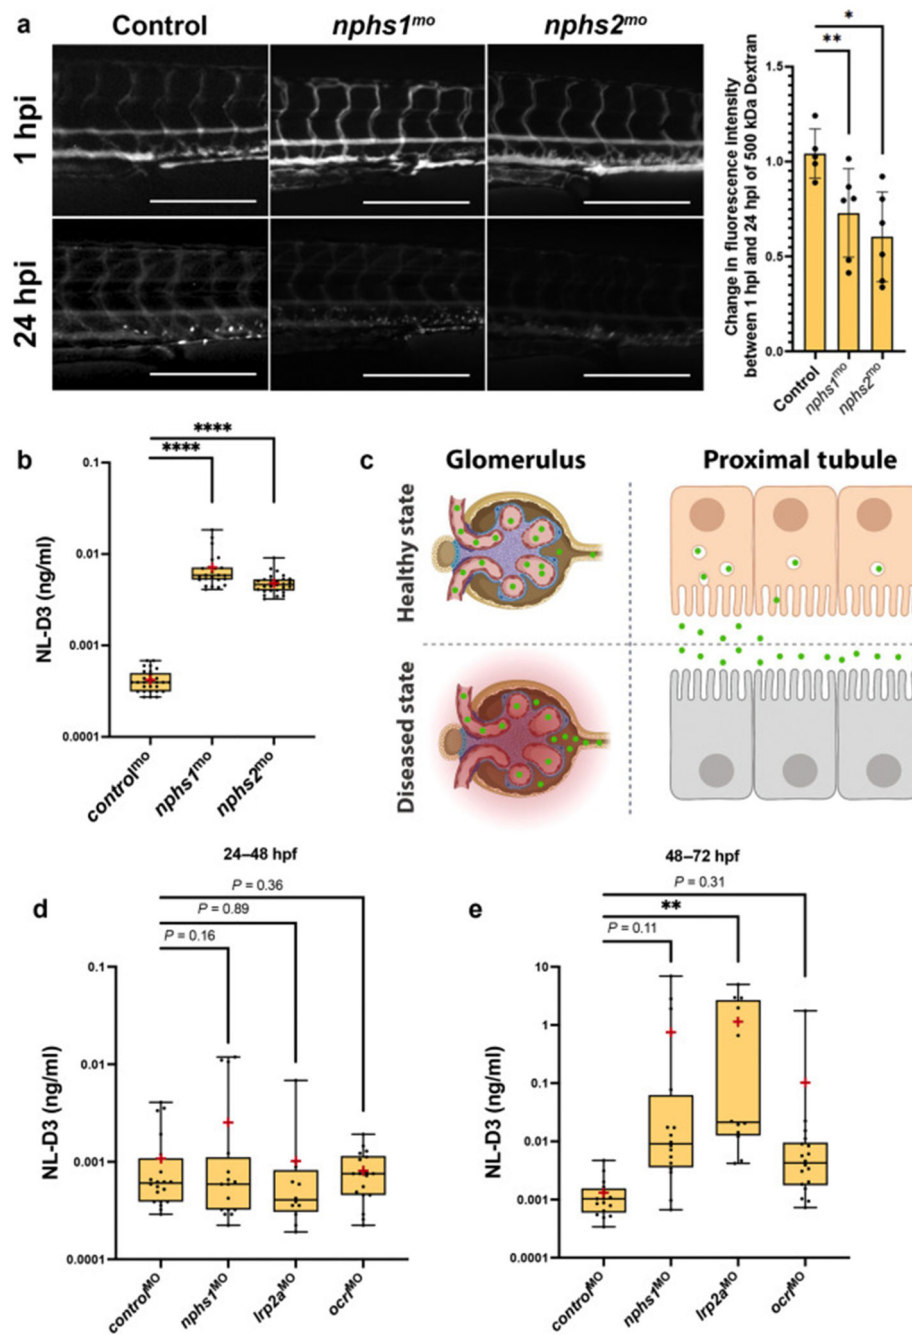 a
Control
nphs1mo
nphs2mo
1 hpi
24 hpi
Change in fluorescence intensity
between 1 hpi and 24 hpi of 500 kDa Dextran
*
**
1.5
1.0
0.5
0.0
Control
nphs1mo
nphs2mo
b
****
****
NL-D3 (ng/ml)
0.1
0.01
0.001
0.0001
controlmo
nphs1mo
nphs2mo
c
Glomerulus
Proximal tubule
Healthy state
Diseased state
24–48 hpf
d
P = 0.36
P = 0.89
P = 0.16
NL-D3 (ng/ml)
0.1
0.01
0.001
0.0001
controlMO
nphs1MO
lrp2aMO
ocrlMO
48–72 hpf
e
P = 0.31
**
P = 0.11
NL-D3 (ng/ml)
10
1
0.1
0.01
0.001
0.0001
controlMO
nphs1MO
lrp2aMO
ocrlMO